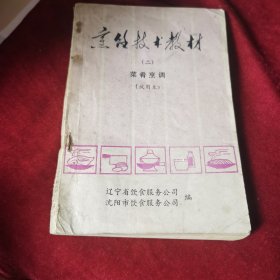 烹饪技术教材
(二)
菜肴烹调
(试用本)
辽宁省饮食服务公司
沈阳市饮食服务公司 编